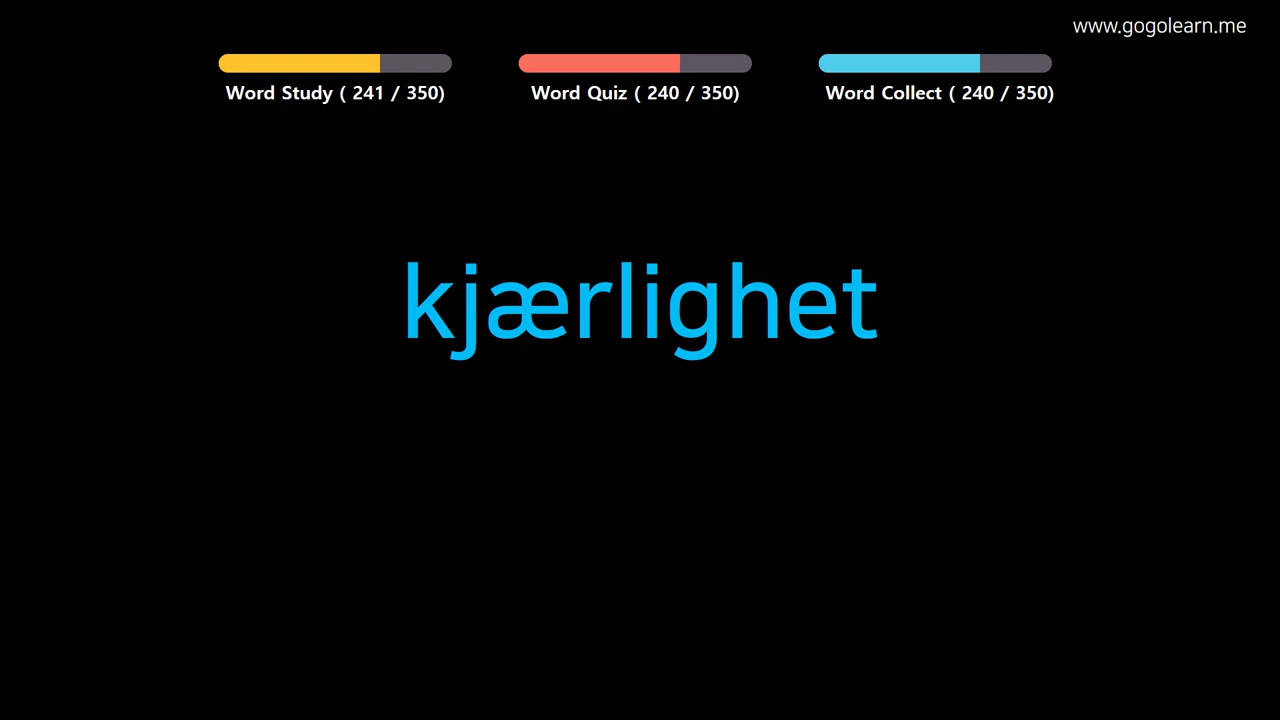 www.gogolearn.me
Word Study ( 241 / 350)
Word Quiz ( 240 / 350)
Word Collect ( 240 / 350)
kjærlighet